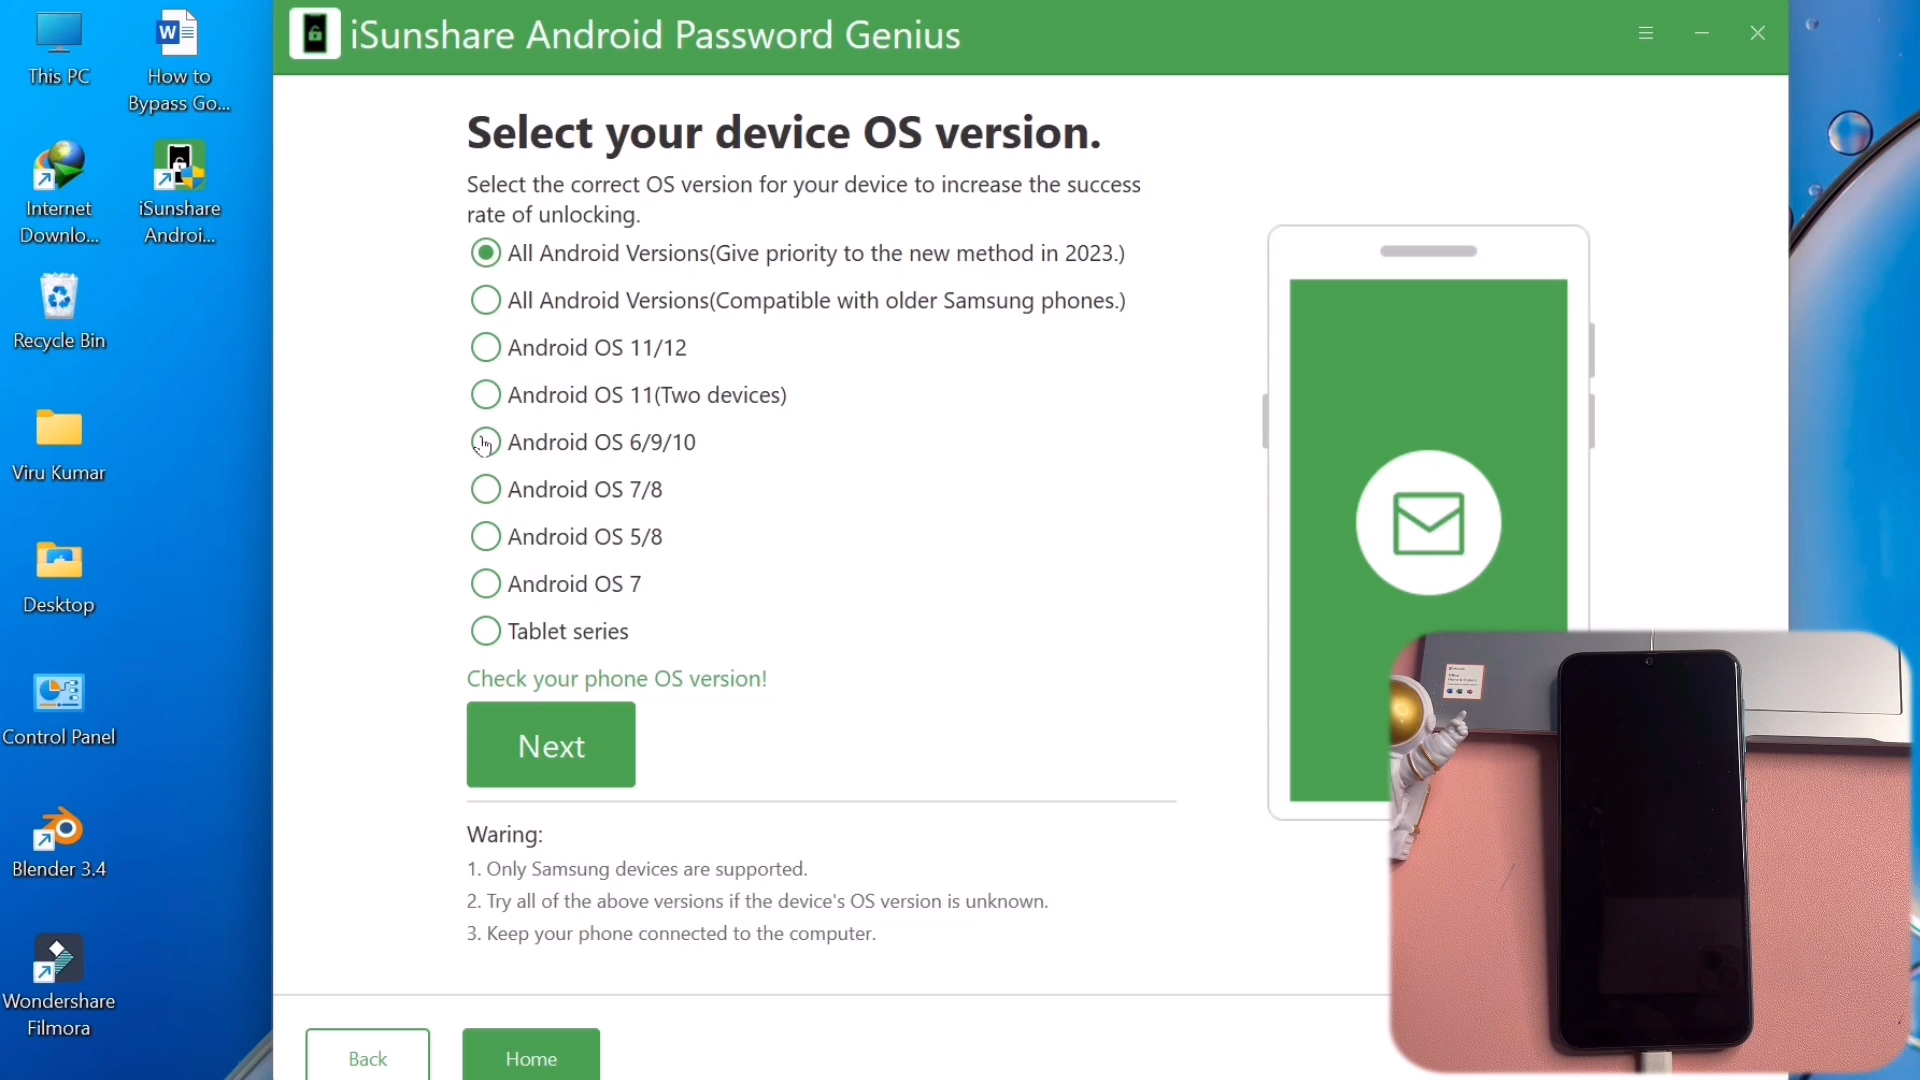 iSunshare Android Password Genius
This PC
How to
Bypass Go...
Internet
Downlo...
iSunshare
Androi...
Recycle Bin
Viru Kumar
Desktop
Control Panel
Blender 3.4
Wondershare
Filmora
Select your device OS version.
Select the correct OS version for your device to increase the success
rate of unlocking.
All Android Versions(Give priority to the new method in 2023.)
All Android Versions(Compatible with older Samsung phones.)
Android OS 11/12
Android OS 11(Two devices)
Android OS 6/9/10
Android OS 7/8
Android OS 5/8
Android OS 7
Tablet series
Check your phone OS version!
Next
Waring:
1. Only Samsung devices are supported.
2. Try all of the above versions if the device's OS version is unknown.
3. Keep your phone connected to the computer.
Back
Home